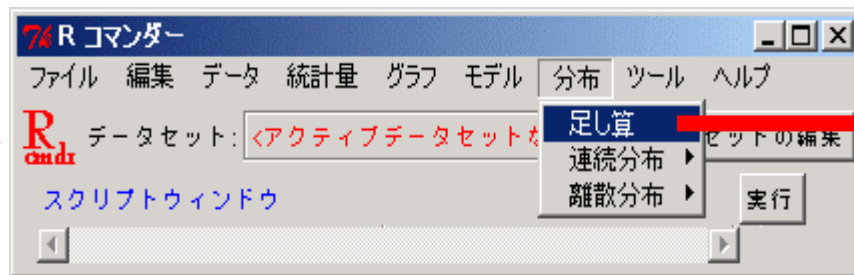 R コマンダー
ファイル 編集 データ 統計量 グラフ モデル 分布 ツール ヘルプ
足し算
Rcmdr データセット: <アクティブデータセットな セットの編集
連続分布
離散分布
スクリプトウィンドウ 実行